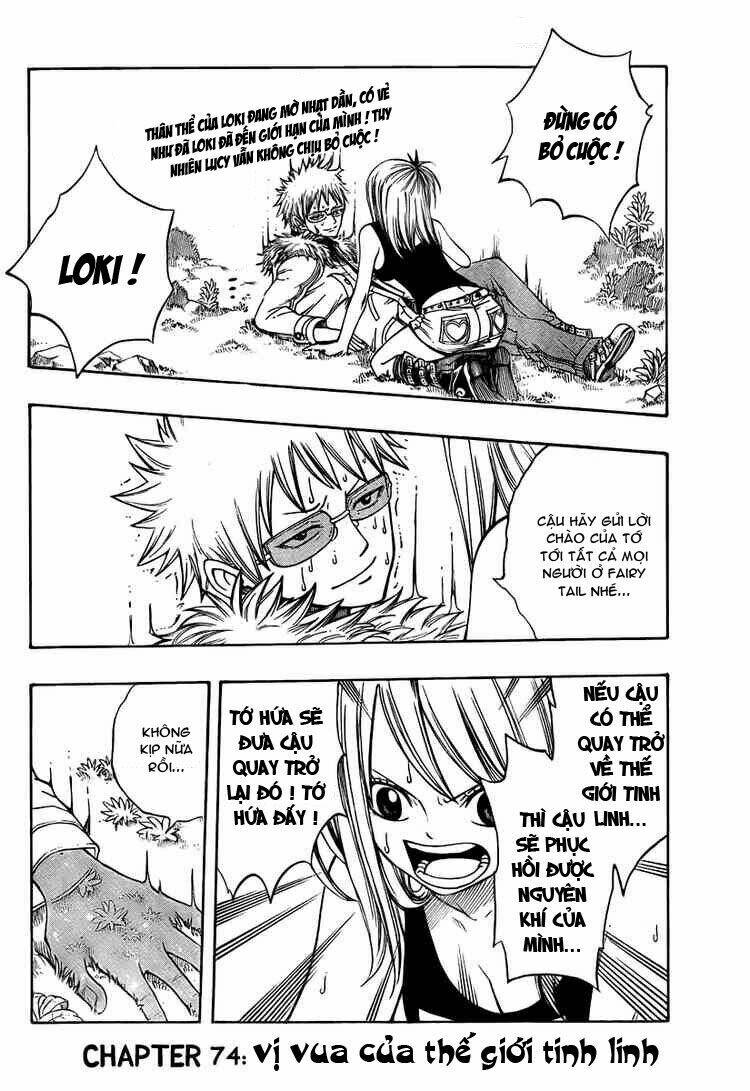 ĐỪNG CÓ
BỎ CUỘC !
THÂN THỂ CỦA LOKI ĐANG MỜ NHẠT DẦN, CÓ VẺ
NHƯ ĐÃ LOKI ĐÃ ĐẾN GIỚI HẠN CỦA MÌNH ! TUY
NHIÊN LUCY VẪN KHÔNG CHỊU BỎ CUỘC !
LOKI !
CẬU HÃY GỬI LỜI
CHÀO CỦA TỚ
TỚI TẤT CẢ MỌI
NGƯỜI Ở FAIRY
TAIL NHÉ...
NẾU CẬU
CÓ THỂ
QUAY TRỞ
VỀ THẾ
GIỚI TINH
LINH...
THÌ CẬU
SẼ PHỤC
HỒI ĐƯỢC
NGUYÊN
KHÍ CỦA
MÌNH...
TỚ HỨA SẼ
ĐƯA CẬU
QUAY TRỞ
LẠI ĐÓ ! TỚ
HỨA ĐẤY !
KHÔNG
KỊP NỮA
RỒI...
CHAPTER 74: vị vua của thế giới tinh linh